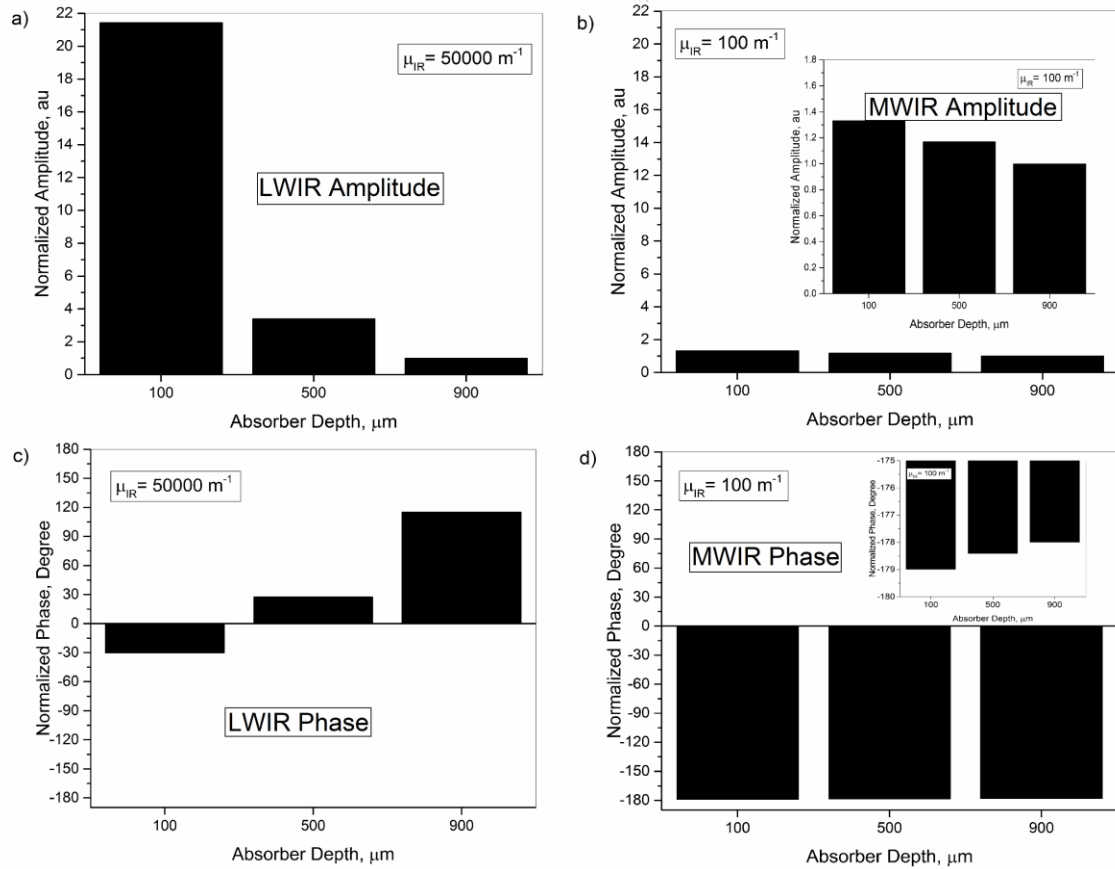 a)
Normalized Amplitude, au
22
20
18
16
14
12
10
8
6
4
2
0
μIR= 50000 m-1
LWIR Amplitude
100 500 900
Absorber Depth, μm
b)
Normalized Amplitude, au
22
20
18
16
14
12
10
8
6
4
2
0
μIR= 100 m-1
Normalized Amplitude, au
1.8
1.6
1.4
1.2
1.0
0.8
0.6
0.4
0.2
0.0
μIR= 100 m-1
MWIR Amplitude
100 500 900
Absorber Depth, μm
100 500 900
Absorber Depth, μm
c)
Normalized Phase, Degree
180
150
120
90
60
30
0
-30
-60
-90
-120
-150
-180
μIR= 50000 m-1
LWIR Phase
100 500 900
Absorber Depth, μm
d)
Normalized Phase, Degree
180
150
120
90
60
30
0
-30
-60
-90
-120
-150
-180
μIR= 100 m-1
MWIR Phase
Normalized Phase, Degree
-175
-176
-177
-178
-179
-180
μIR= 100 m-1
100 500 900
Absorber Depth, μm
100 500 900
Absorber Depth, μm